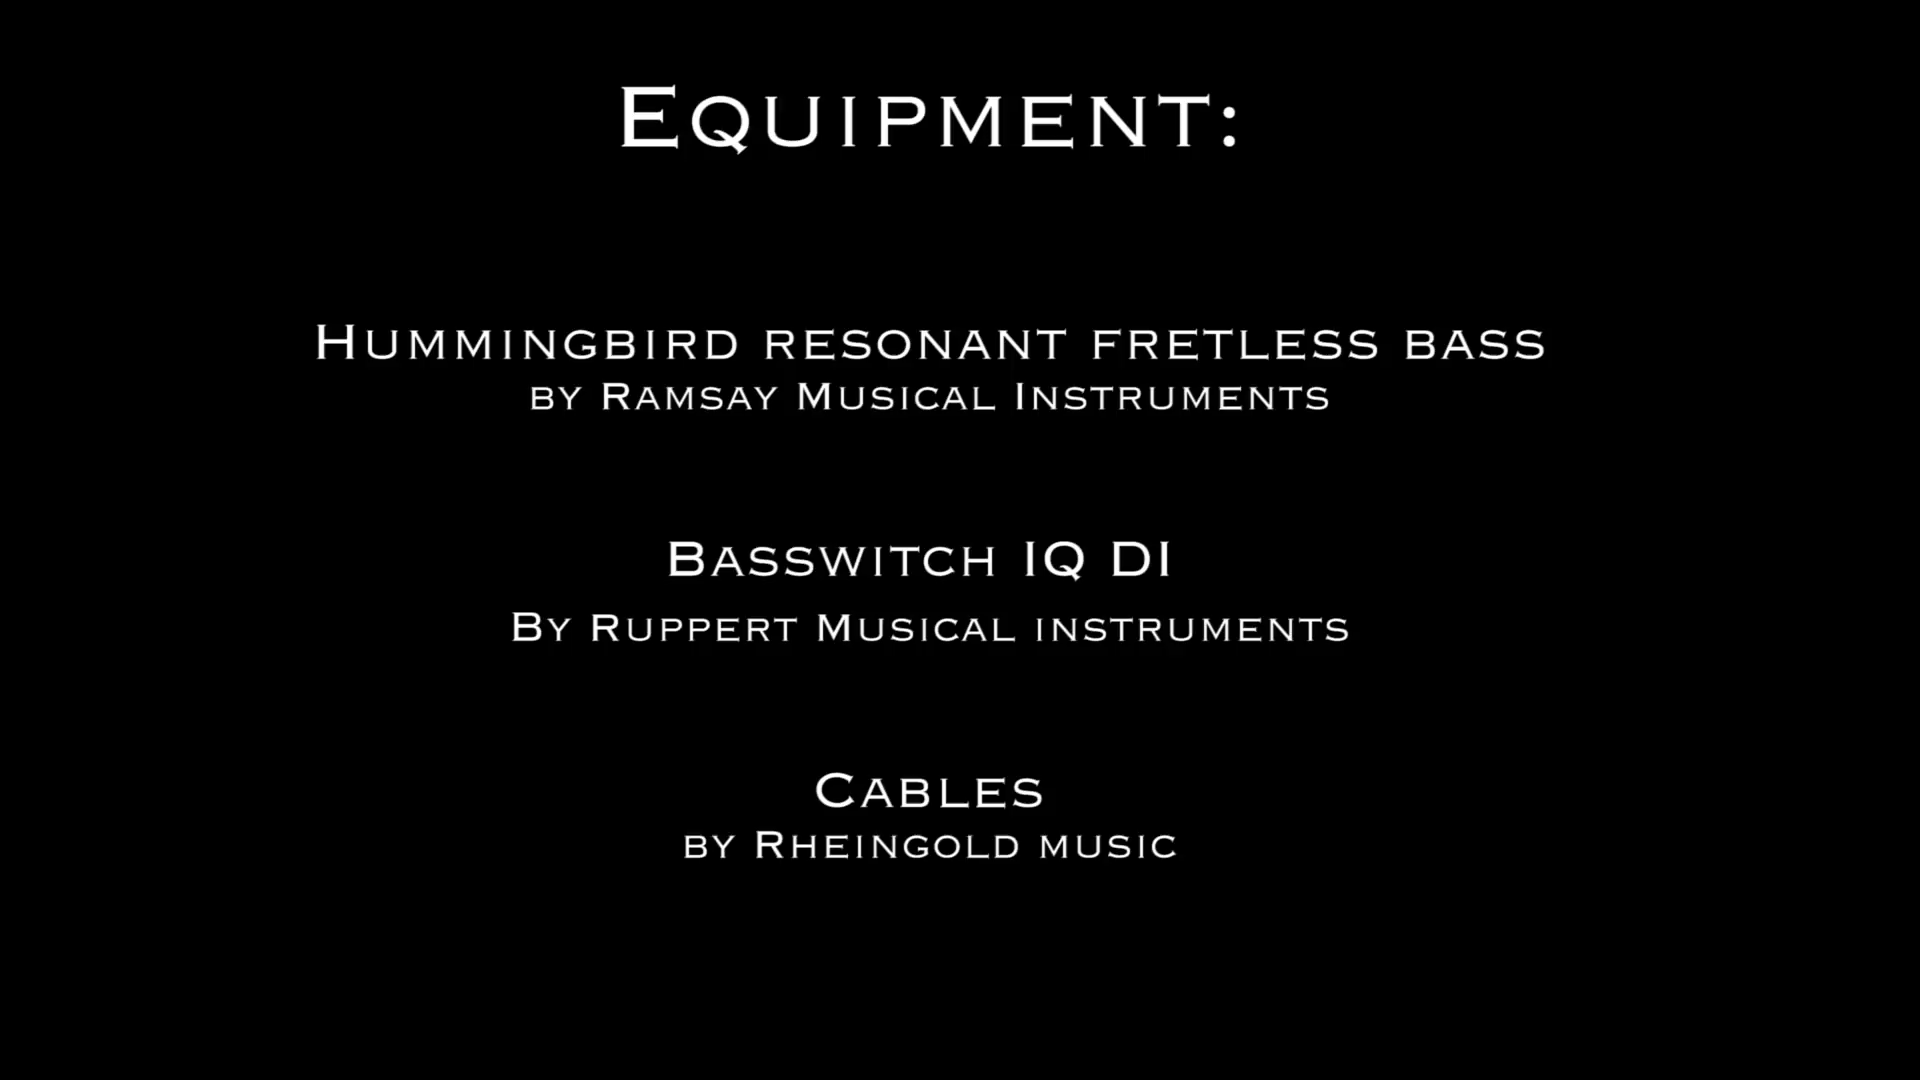 Equipment:
Hummingbird resonant fretless bass
by Ramsay Musical Instruments
Basswitch IQ DI
By Ruppert Musical instruments
Cables
by Rheingold music